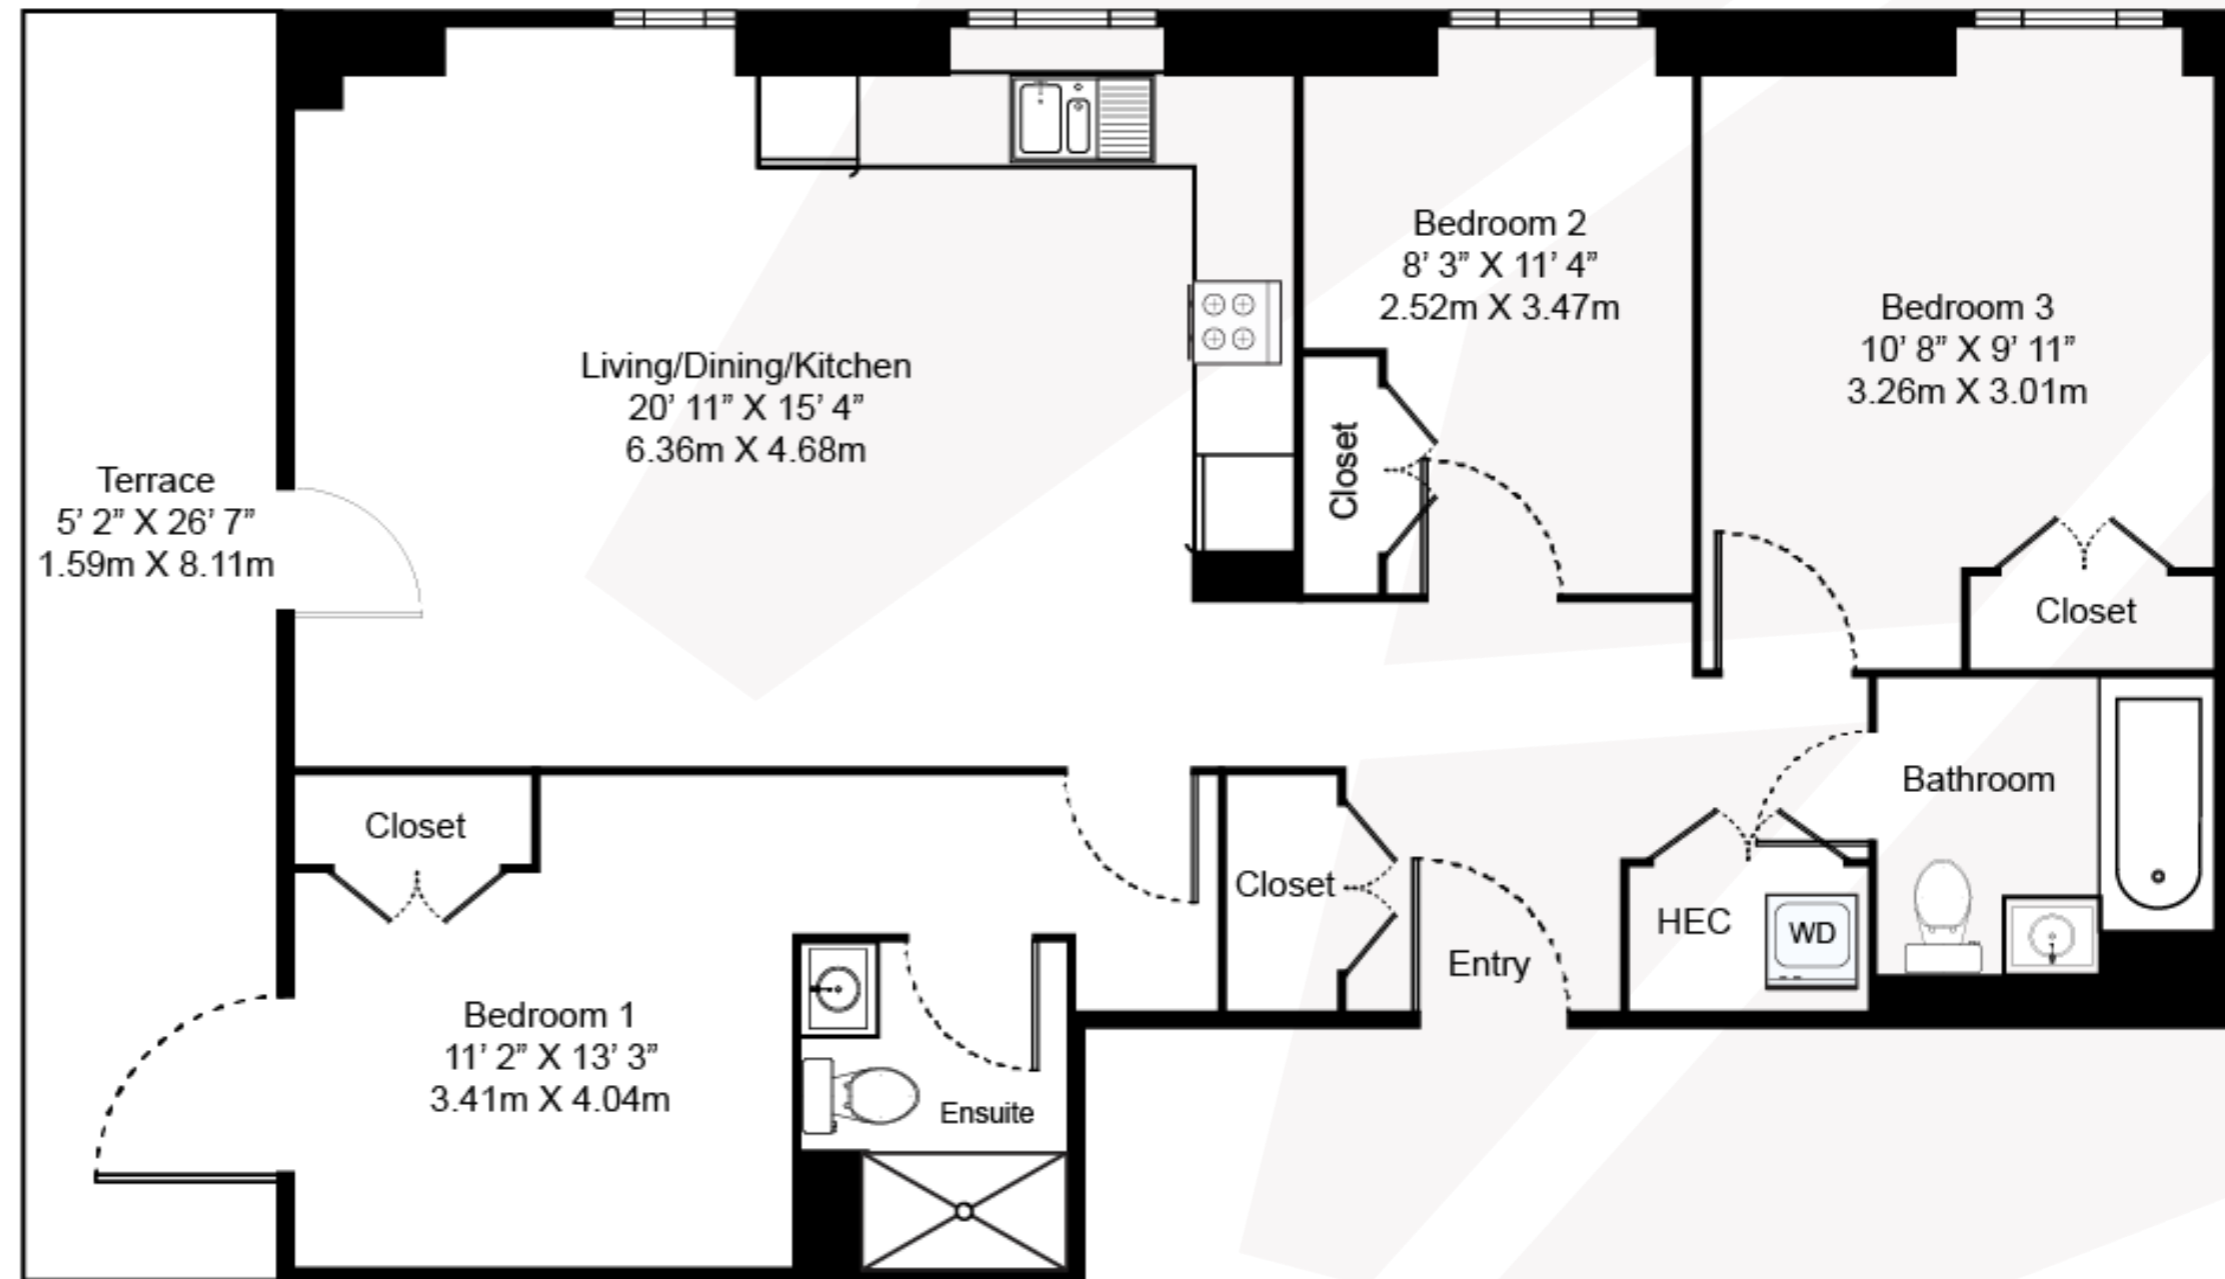 Terrace
5’ 2” X 26’ 7”
1.59m X 8.11m
Living/Dining/Kitchen
20’ 11” X 15’ 4”
6.36m X 4.68m
Bedroom 2
8’ 3” X 11’ 4”
2.52m X 3.47m
Closet
Bedroom 3
10’ 8” X 9’ 11”
3.26m X 3.01m
Closet
Closet
Bedroom 1
11’ 2” X 13’ 3”
3.41m X 4.04m
Ensuite
Closet
Entry
HEC
WD
Bathroom